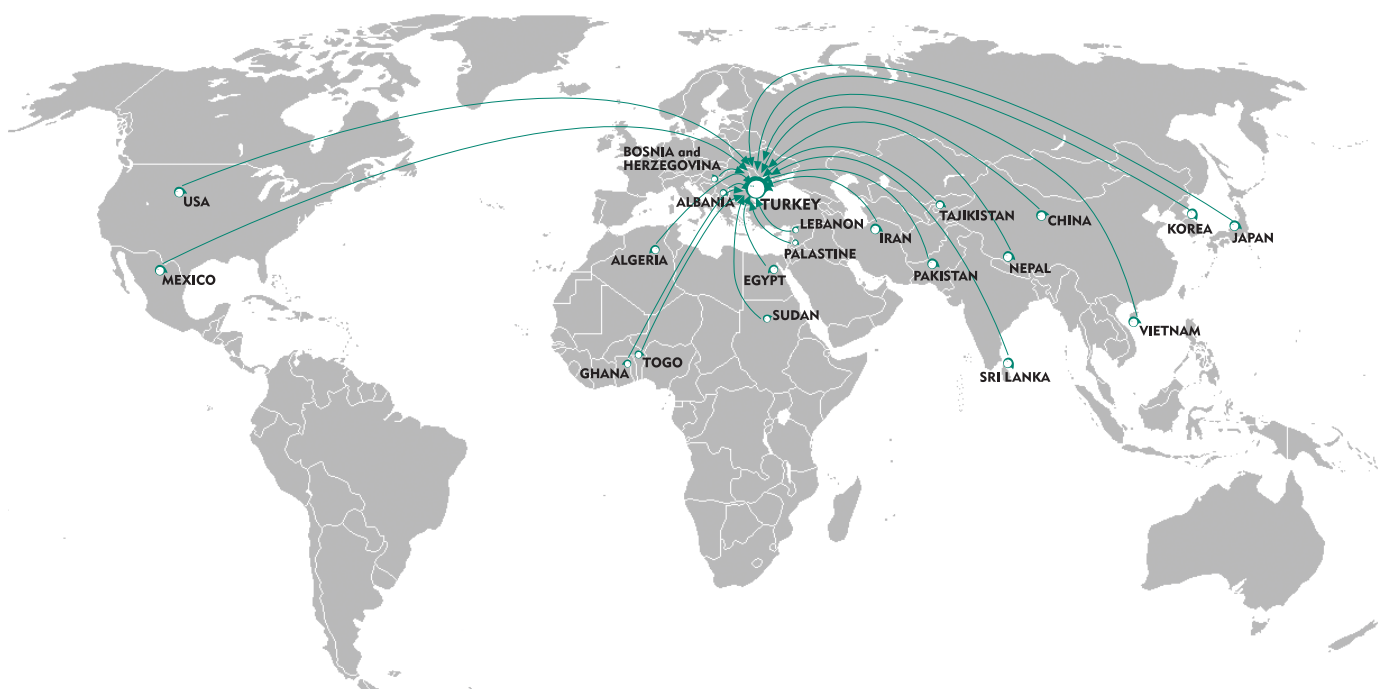 BOSNIA and
HERZEGOVINA
USA
ALBANIA
TURKEY
TAJIKISTAN
CHINA
KOREA
JAPAN
LEBANON
IRAN
PALASTINE
ALGERIA
MEXICO
EGYPT
PAKISTAN
NEPAL
SUDAN
VIETNAM
GHANA
TOGO
SRI LANKA